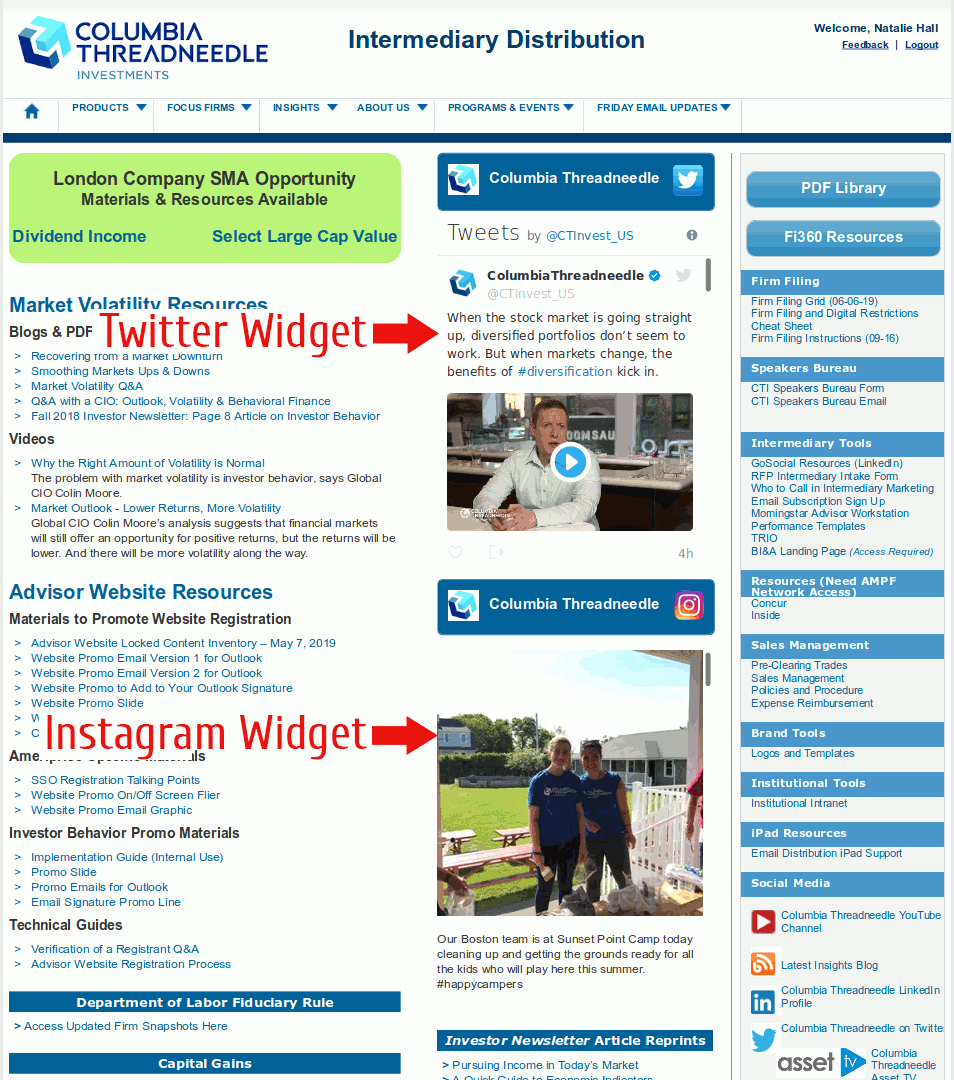 COLUMBIA
THREADNEEDLE
INVESTMENTS
Intermediary Distribution
Welcome, Natalie Hall
Feedback | Logout
PRODUCTS
FOCUS FIRMS
INSIGHTS
ABOUT US
PROGRAMS & EVENTS
FRIDAY EMAIL UPDATES
London Company SMA Opportunity
Materials & Resources Available
Dividend Income
Select Large Cap Value
Market Volatility Resources
Blogs & PDF
Twitter Widget
> Recovering from a Market Downturn
> Smoothing Markets Ups & Downs
> Market Volatility Q&A
> Q&A with a CIO: Outlook, Volatility & Behavioral Finance
> Fall 2018 Investor Newsletter: Page 8 Article on Investor Behavior
Videos
> Why the Right Amount of Volatility is Normal
The problem with market volatility is investor behavior, says Global
CIO Colin Moore.
> Market Outlook - Lower Returns, More Volatility
Global CIO Colin Moore's analysis suggests that financial markets
will still offer an opportunity for positive returns, but the returns will be
lower. And there will be more volatility along the way.
Advisor Website Resources
Materials to Promote Website Registration
> Advisor Website Locked Content Inventory – May 7, 2019
> Website Promo Email Version 1 for Outlook
> Website Promo Email Version 2 for Outlook
> Website Promo to Add to Your Outlook Signature
> Website Promo Slide
> W
> C
Instagram Widget
> SSO Registration Talking Points
> Website Promo On/Off Screen Flier
> Website Promo Email Graphic
Investor Behavior Promo Materials
> Implementation Guide (Internal Use)
> Promo Slide
> Promo Emails for Outlook
> Email Signature Promo Line
Technical Guides
> Verification of a Registrant Q&A
> Advisor Website Registration Process
Department of Labor Fiduciary Rule
> Access Updated Firm Snapshots Here
Capital Gains
Columbia Threadneedle
Tweets by @CTInvest_US
ColumbiaThreadneedle
@CTInvest_US
When the stock market is going straight
up, diversified portfolios don't seem to
work. But when markets change, the
benefits of #diversification kick in.
4h
Columbia Threadneedle
Our Boston team is at Sunset Point Camp today
cleaning up and getting the grounds ready for all
the kids who will play here this summer.
#happycampers
Investor Newsletter Article Reprints
> Pursuing Income in Today's Market
> A Quick Guide to Economic Indicators
PDF Library
Fi360 Resources
Firm Filing
Firm Filing Grid (06-06-19)
Firm Filing and Digital Restrictions
Cheat Sheet
Firm Filing Instructions (09-16)
Speakers Bureau
CTI Speakers Bureau Form
CTI Speakers Bureau Email
Intermediary Tools
GoSocial Resources (LinkedIn)
RFP Intermediary Intake Form
Who to Call in Intermediary Marketing
Email Subscription Sign Up
Morningstar Advisor Workstation
Performance Templates
TRIO
BI&A Landing Page (Access Required)
Resources (Need AMPF
Network Access)
Concur
Inside
Sales Management
Pre-Clearing Trades
Sales Management
Policies and Procedure
Expense Reimbursement
Brand Tools
Logos and Templates
Institutional Tools
Institutional Intranet
iPad Resources
Email Distribution iPad Support
Social Media
Columbia Threadneedle YouTube
Channel
Latest Insights Blog
Columbia Threadneedle LinkedIn
Profile
Columbia Threadneedle on Twitte
asset tv
Columbia
Threadneedle
Asset TV